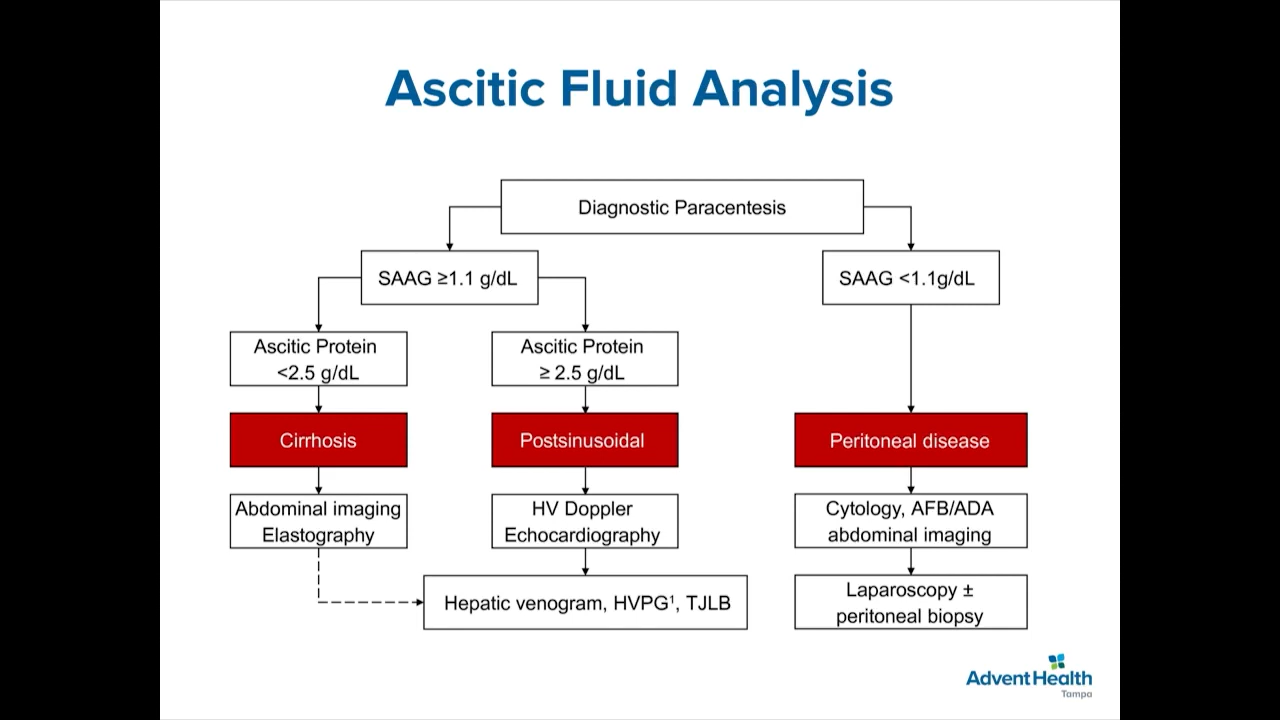 Ascitic Fluid Analysis
Diagnostic Paracentesis
SAAG ≥1.1 g/dL
SAAG <1.1g/dL
Ascitic Protein
<2.5 g/dL
Ascitic Protein
≥ 2.5 g/dL
Cirrhosis
Postsinusoidal
Peritoneal disease
Abdominal imaging
Elastography
HV Doppler
Echocardiography
Cytology, AFB/ADA
abdominal imaging
Hepatic venogram, HVPG¹, TJLB
Laparoscopy ±
peritoneal biopsy
AdventHealth
Tampa